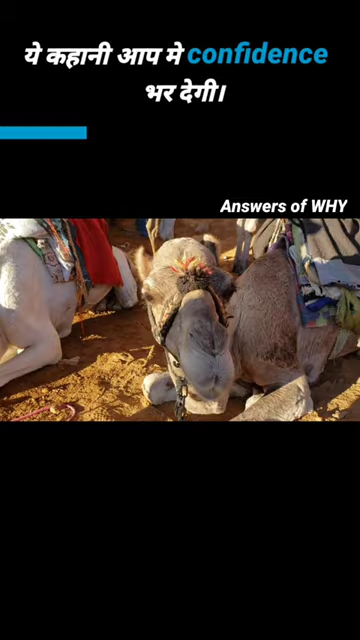 ये कहानी आप मे confidence
भर देगी।
Answers of WHY